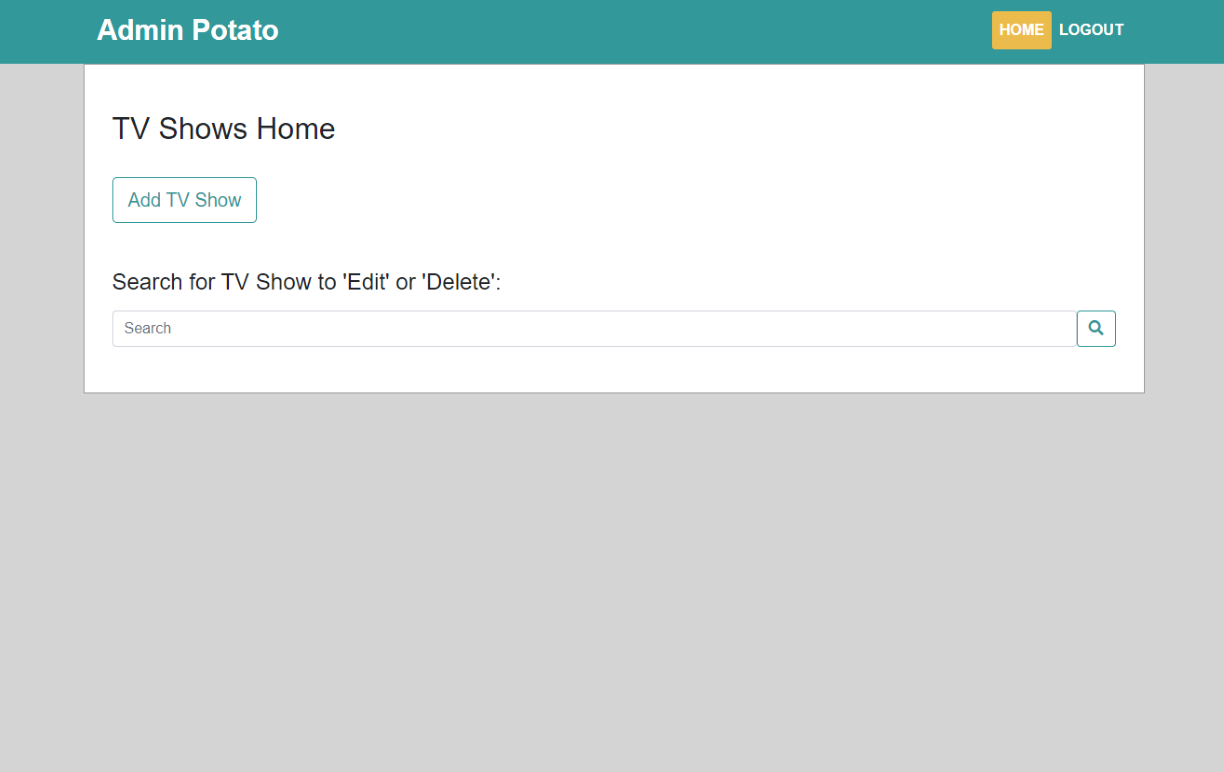 Admin Potato
HOME LOGOUT
TV Shows Home
Add TV Show
Search for TV Show to 'Edit' or 'Delete':
Search